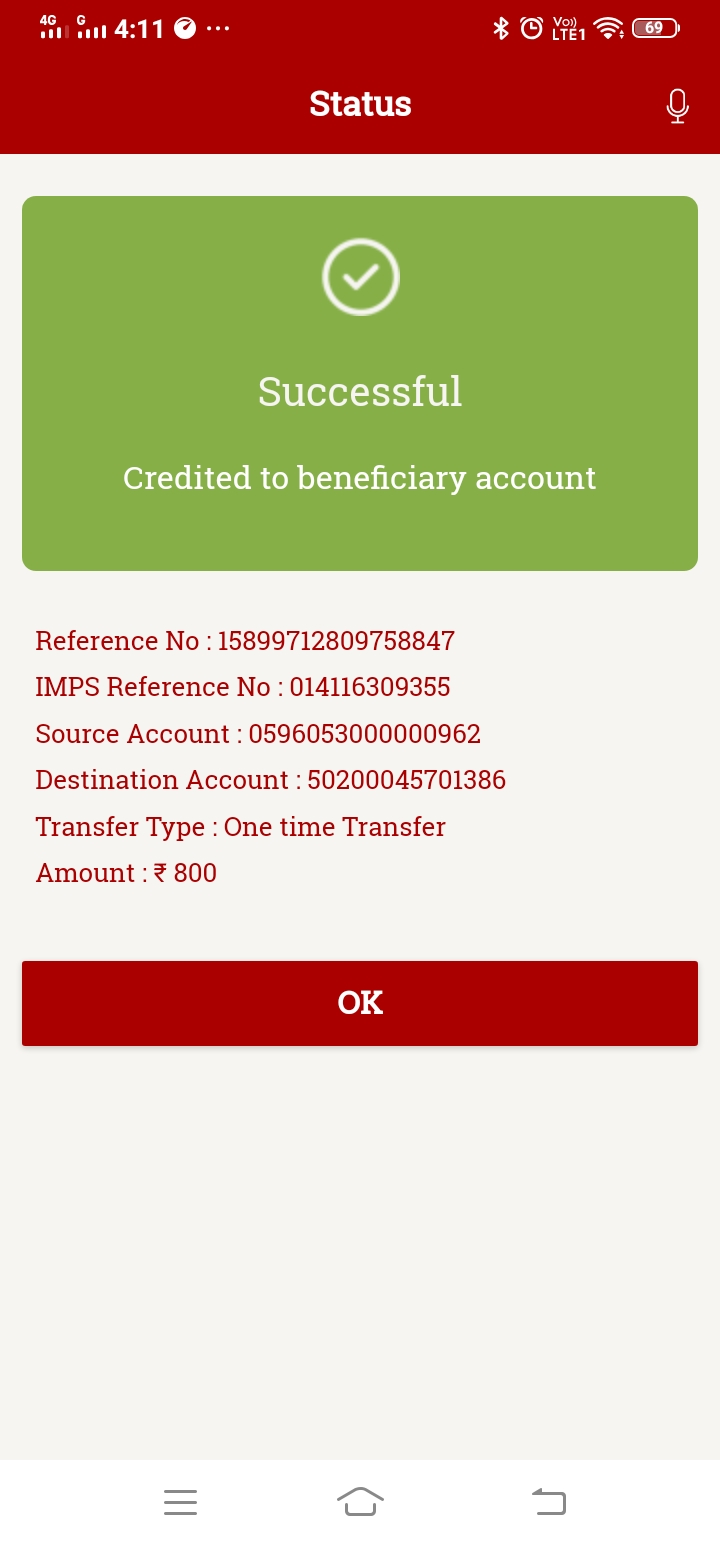 4G G 4:11 ... Vo)) LTE1 69
Status
Successful
Credited to beneficiary account
Reference No : 15899712809758847
IMPS Reference No : 014116309355
Source Account : 0596053000000962
Destination Account : 50200045701386
Transfer Type : One time Transfer
Amount : ₹ 800
OK